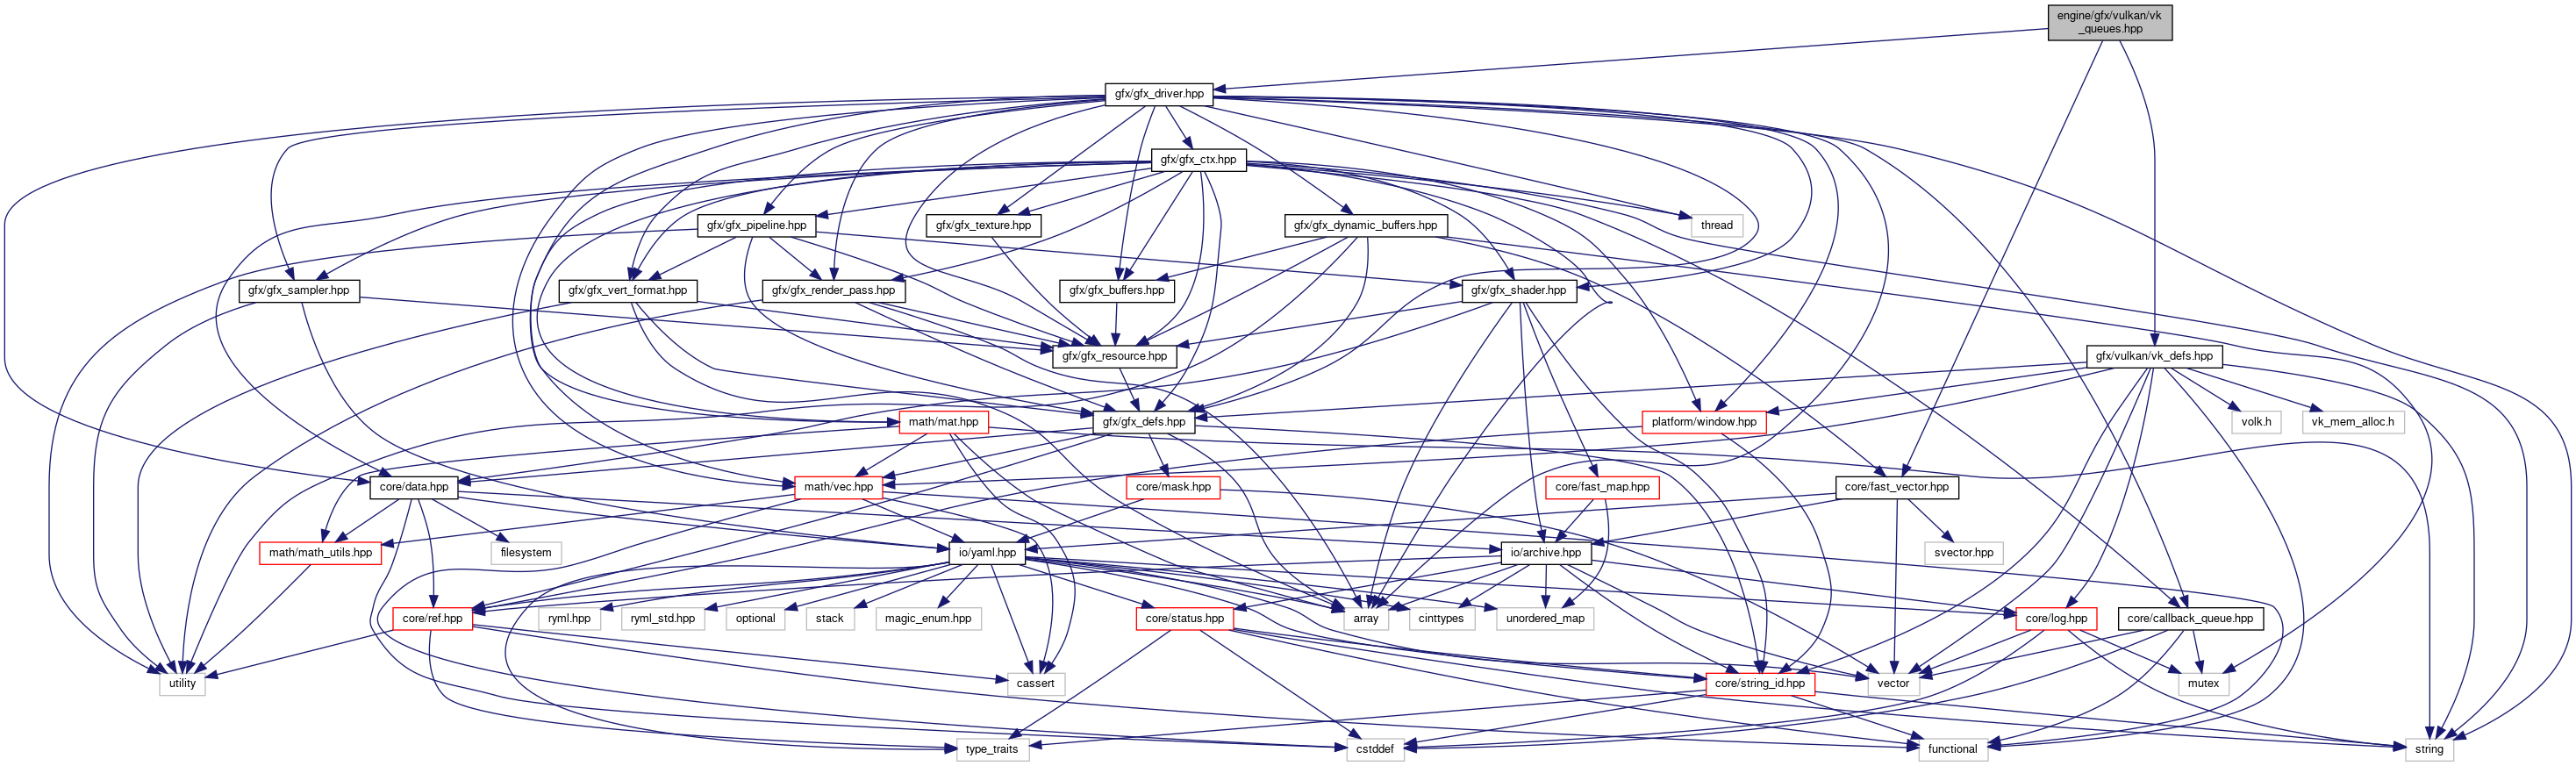 engine/gfx/vulkan/vk
_queues.hpp
gfx/gfx_driver.hpp
gfx/gfx_ctx.hpp
gfx/gfx_pipeline.hpp
gfx/gfx_texture.hpp
gfx/gfx_dynamic_buffers.hpp
thread
gfx/gfx_sampler.hpp
gfx/gfx_vert_format.hpp
gfx/gfx_render_pass.hpp
gfx/gfx_buffers.hpp
gfx/gfx_shader.hpp
gfx/gfx_resource.hpp
gfx/vulkan/vk_defs.hpp
math/mat.hpp
gfx/gfx_defs.hpp
platform/window.hpp
volk.h
vk_mem_alloc.h
core/data.hpp
math/vec.hpp
core/mask.hpp
core/fast_map.hpp
core/fast_vector.hpp
math/math_utils.hpp
filesystem
io/yaml.hpp
io/archive.hpp
svector.hpp
core/ref.hpp
ryml.hpp
ryml_std.hpp
optional
stack
magic_enum.hpp
core/status.hpp
array
cinttypes
unordered_map
core/log.hpp
core/callback_queue.hpp
utility
cassert
core/string_id.hpp
vector
mutex
type_traits
cstddef
functional
string